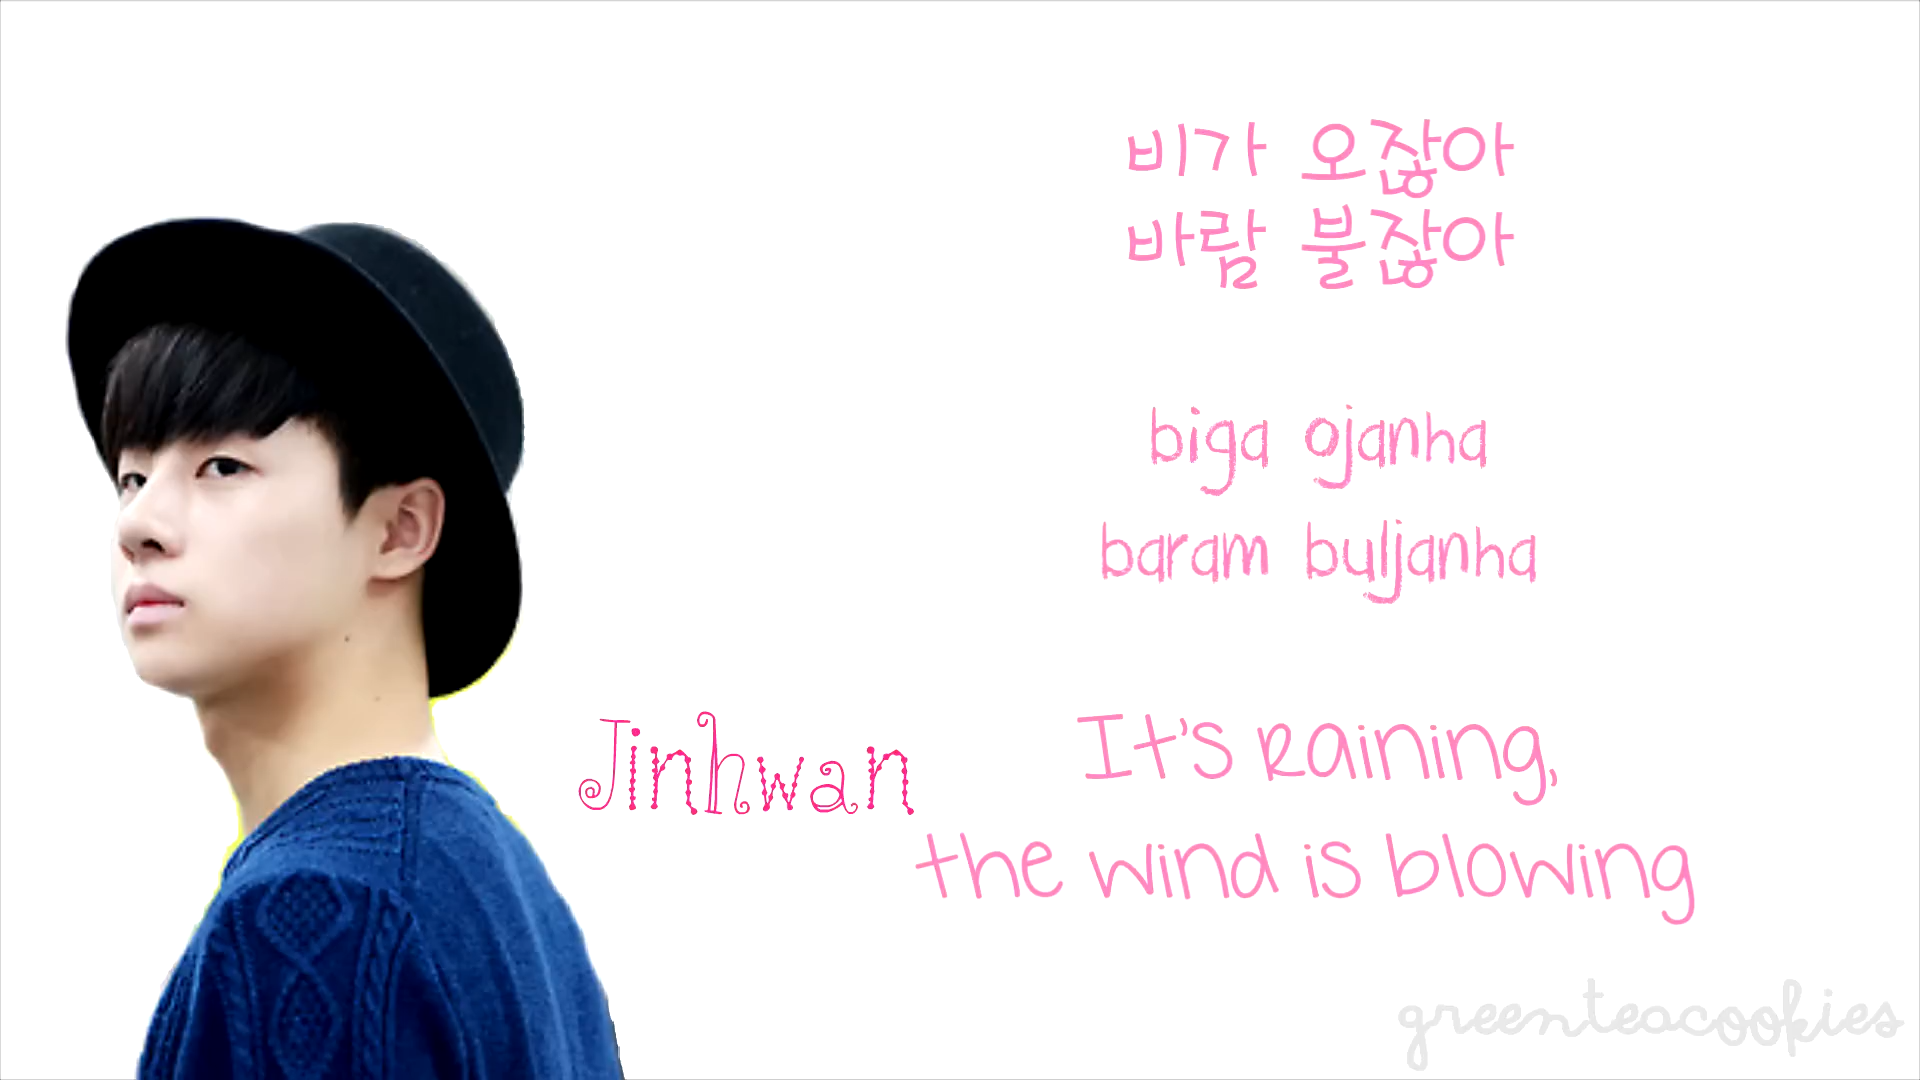 비가 오잖아
바람 불잖아
biga ojanha
baram buljanha
Jinhwan
It's raining,
the wind is blowing
greenteacookies